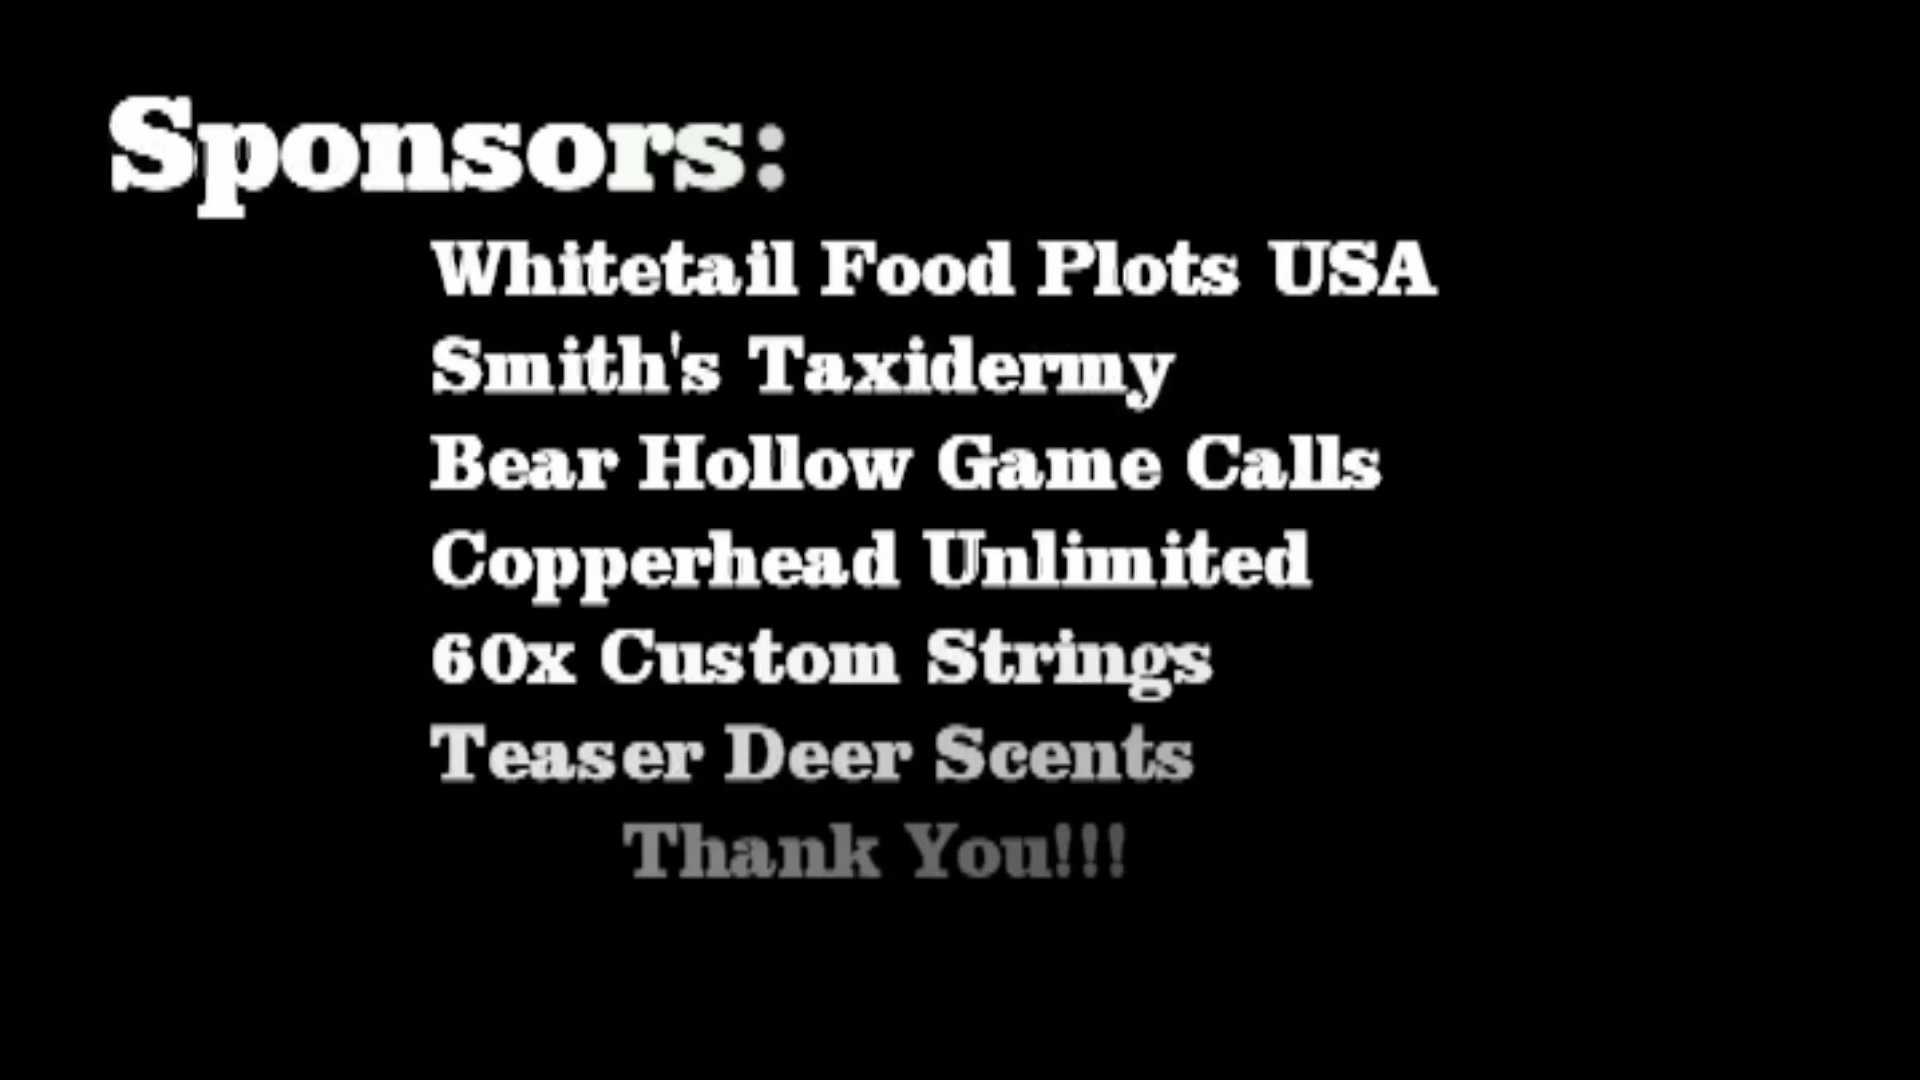 Sponsors:
Whitetail Food Plots USA
Smith's Taxidermy
Bear Hollow Game Calls
Copperhead Unlimited
60x Custom Strings
Teaser Deer Scents
Thank You!!!